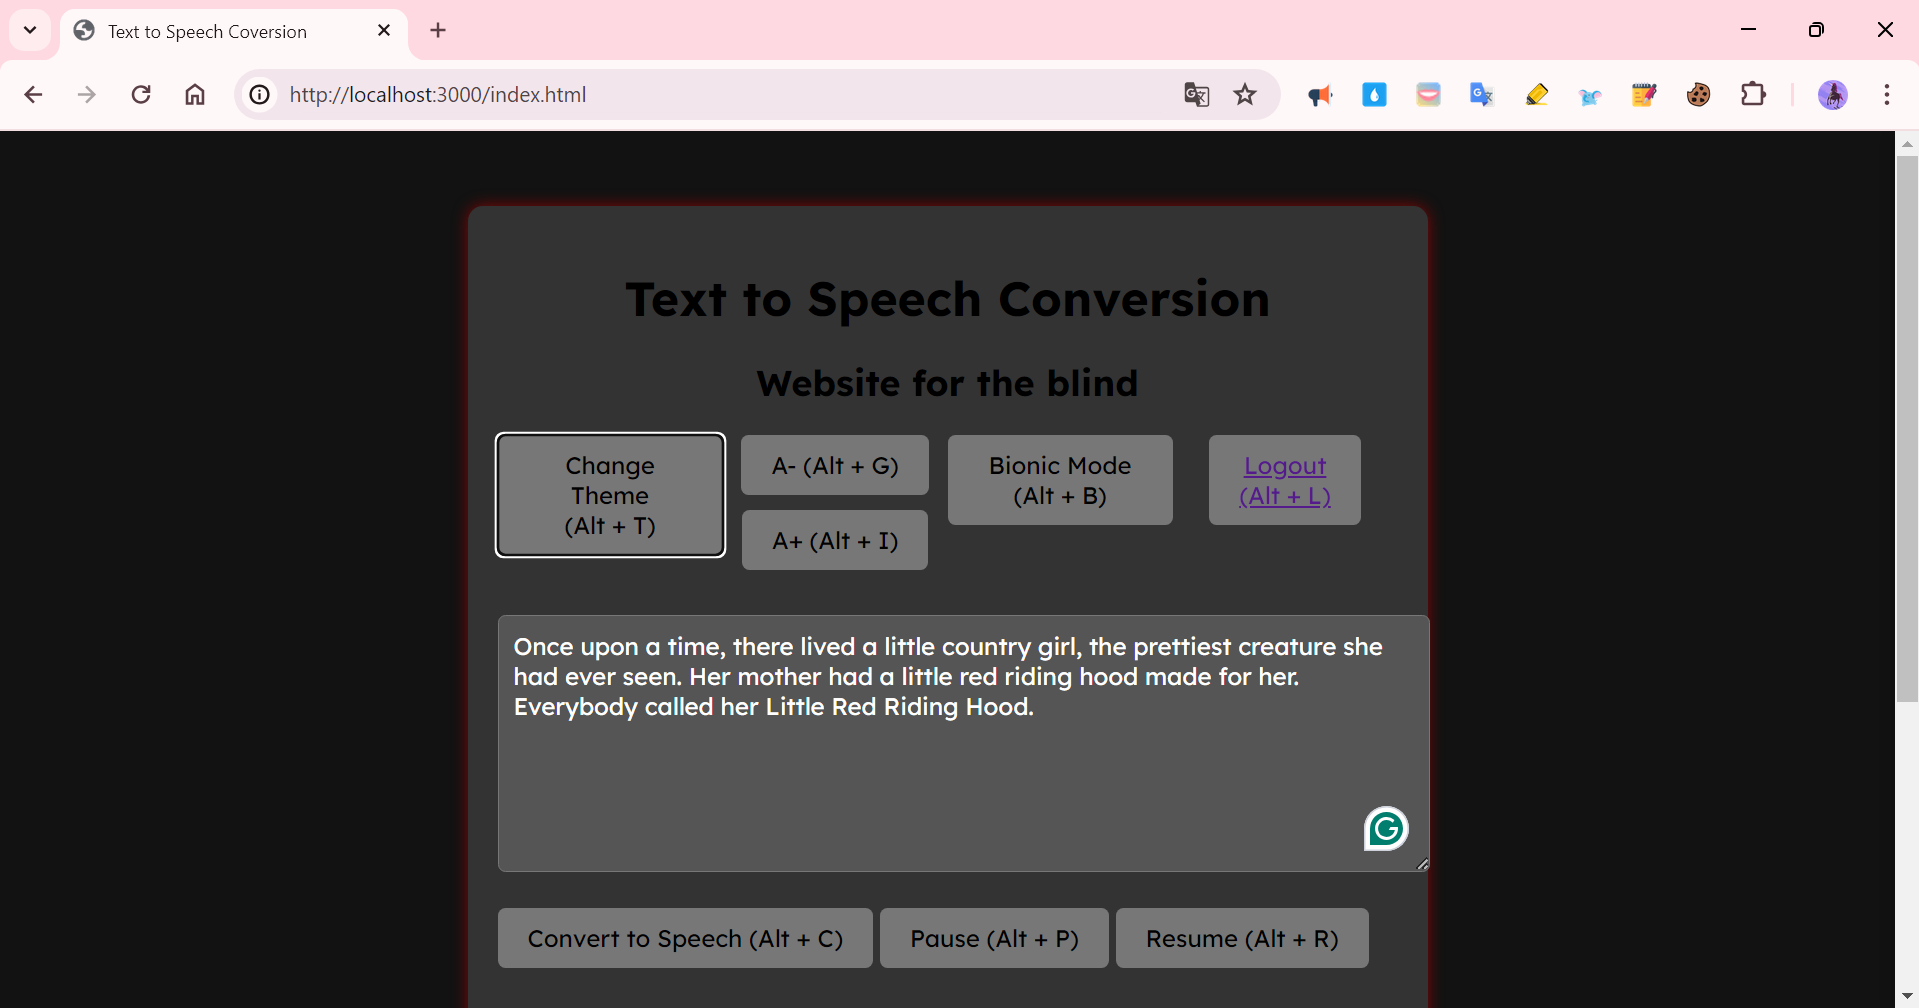 Text to Speech Coversion
http://localhost:3000/index.html
Text to Speech Conversion
Website for the blind
Change
Theme
(Alt + T)
A- (Alt + G)
A+ (Alt + I)
Bionic Mode
(Alt + B)
Logout
(Alt + L)
Once upon a time, there lived a little country girl, the prettiest creature she
had ever seen. Her mother had a little red riding hood made for her.
Everybody called her Little Red Riding Hood.
Convert to Speech (Alt + C)
Pause (Alt + P)
Resume (Alt + R)